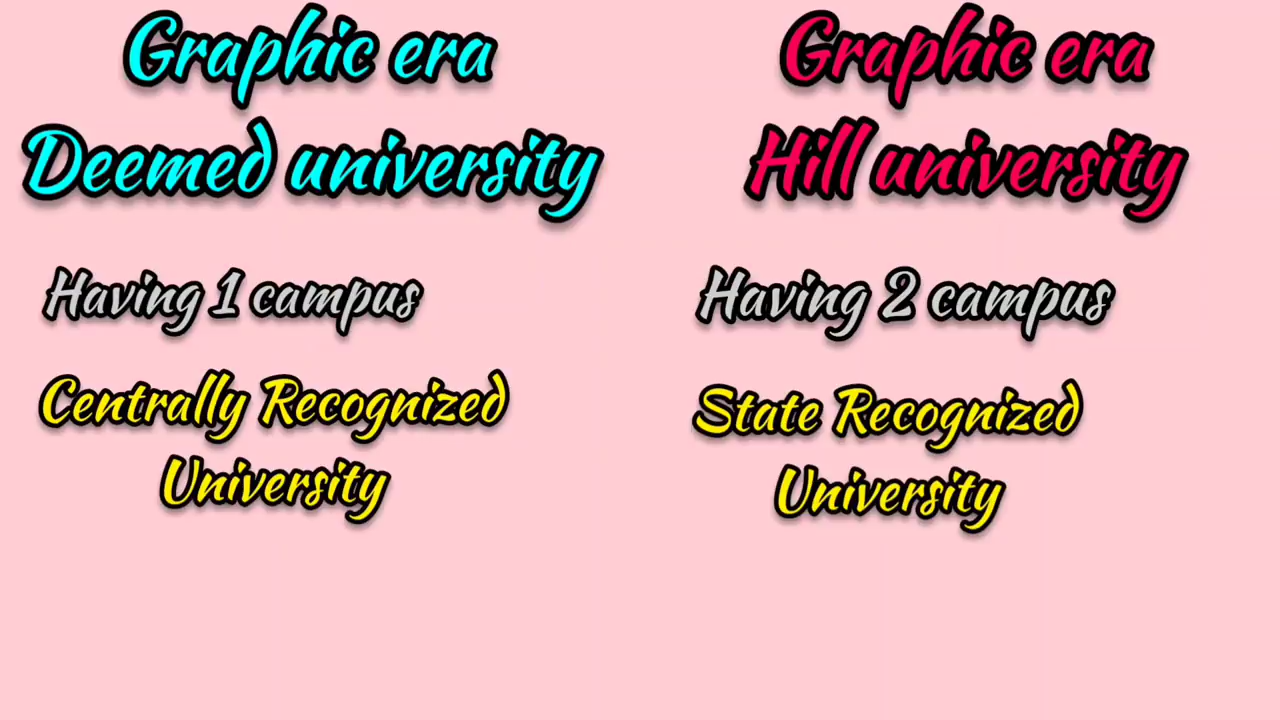 Graphic era
Deemed university
Having 1 campus
Centrally Recognized
University
Graphic era
Hill university
Having 2 campus
State Recognized
University